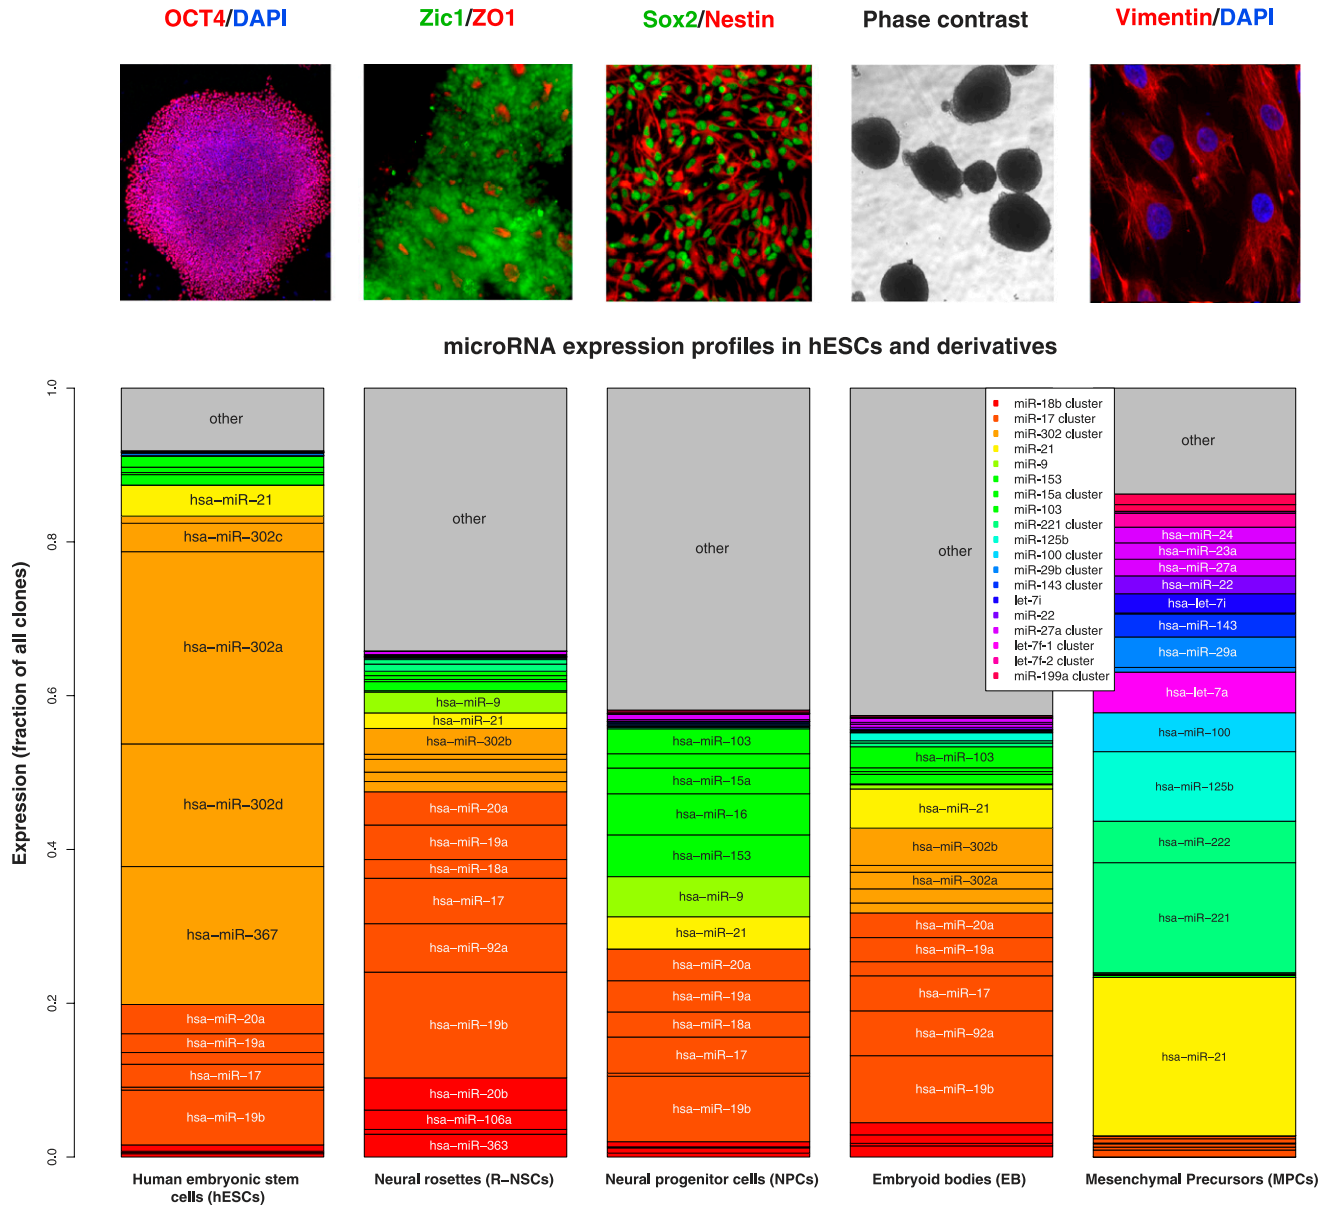 OCT4/DAPI
Zic1/ZO1
Sox2/Nestin
Phase contrast
Vimentin/DAPI
microRNA expression profiles in hESCs and derivatives
Expression (fraction of all clones)
1.0
0.8
0.6
0.4
0.2
0.0
other
hsa–miR–21
hsa–miR–302c
hsa–miR–302a
hsa–miR–302d
hsa–miR–367
hsa–miR–20a
hsa–miR–19a
hsa–miR–17
hsa–miR–19b
Human embryonic stem
cells (hESCs)
other
hsa–miR–9
hsa–miR–21
hsa–miR–302b
hsa–miR–20a
hsa–miR–19a
hsa–miR–18a
hsa–miR–17
hsa–miR–92a
hsa–miR–19b
hsa–miR–20b
hsa–miR–106a
hsa–miR–363
Neural rosettes (R–NSCs)
other
hsa–miR–103
hsa–miR–15a
hsa–miR–16
hsa–miR–153
hsa–miR–9
hsa–miR–21
hsa–miR–20a
hsa–miR–19a
hsa–miR–18a
hsa–miR–17
hsa–miR–19b
Neural progenitor cells (NPCs)
other
hsa–miR–103
hsa–miR–21
hsa–miR–302b
hsa–miR–302a
hsa–miR–20a
hsa–miR–19a
hsa–miR–17
hsa–miR–92a
hsa–miR–19b
Embryoid bodies (EB)
miR–18b cluster
miR–17 cluster
miR–302 cluster
miR–21
miR–9
miR–153
miR–15a cluster
miR–103
miR–221 cluster
miR–125b
miR–100 cluster
miR–29b cluster
miR–143 cluster
let–7i
miR–22
miR–27a cluster
let–7f–1 cluster
let–7f–2 cluster
miR–199a cluster
other
hsa–miR–24
hsa–miR–23a
hsa–miR–27a
hsa–miR–22
hsa–let–7i
hsa–miR–143
hsa–miR–29a
hsa–let–7a
hsa–miR–100
hsa–miR–125b
hsa–miR–222
hsa–miR–221
hsa–miR–21
Mesenchymal Precursors (MPCs)